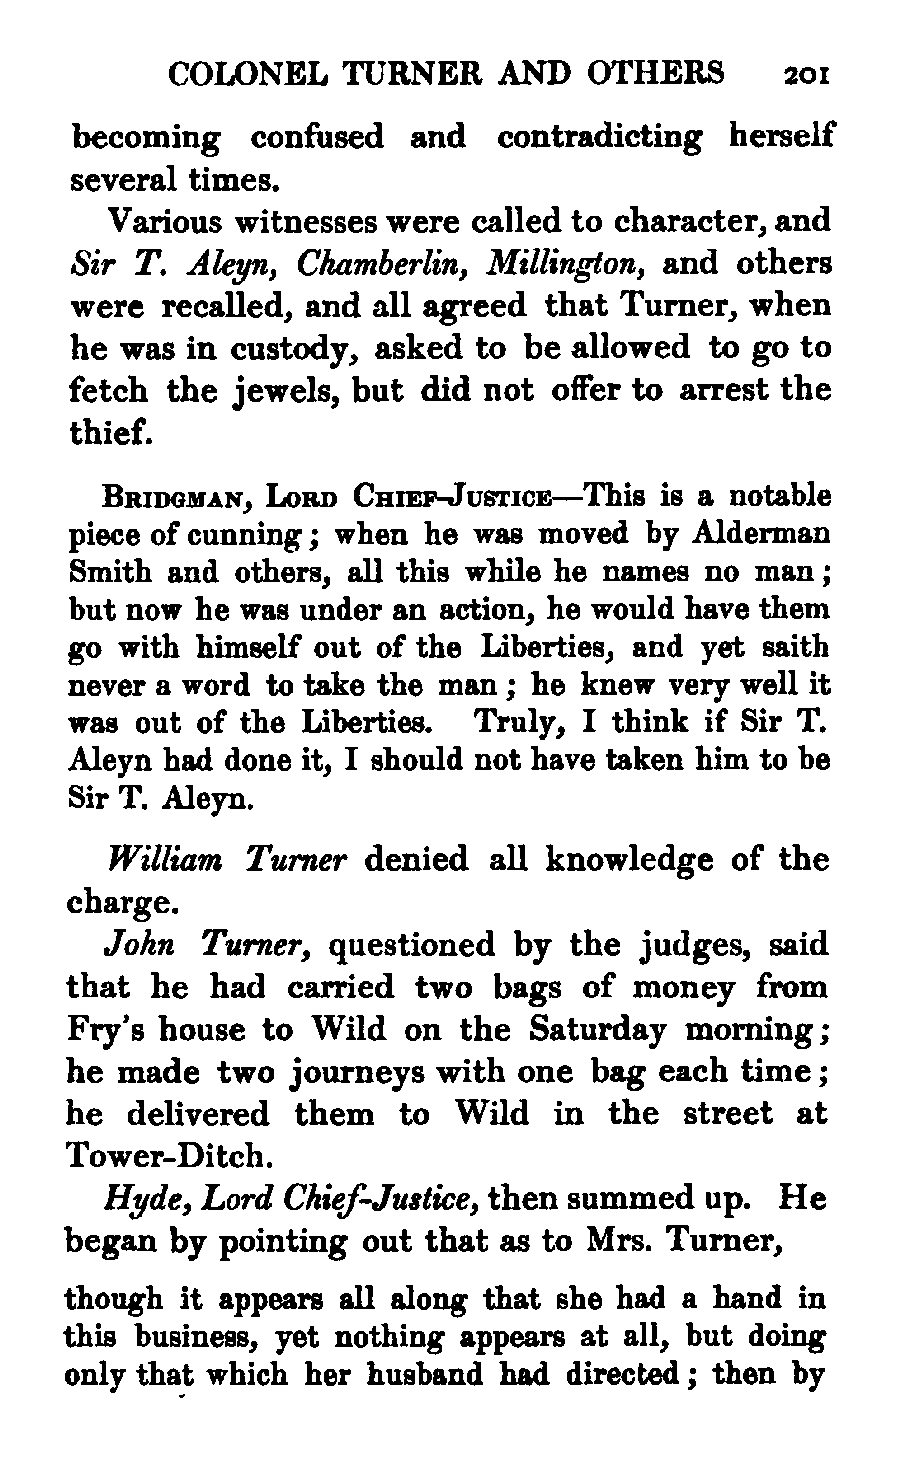 COLONEL TURNER AND OTHERS 201
becoming confused and contradicting herself
several times.
Various witnesses were called to character, and
Sir T. Aleyn, Chamberlin, Millington, and others
were recalled, and all agreed that Turner, when
he was in custody, asked to be allowed to go to
fetch the jewels, but did not offer to arrest the
thief.
Bridgman, Lord Chief-Justice—This is a notable
piece of cunning; when he was moved by Alderman
Smith and others, all this while he names no man;
but now he was under an action, he would have them
go with himself out of the Liberties, and yet saith
never a word to take the man; he knew very well it
was out of the Liberties. Truly, I think if Sir T.
Aleyn had done it, I should not have taken him to be
Sir T. Aleyn.
William Turner denied all knowledge of the
charge.
John Turner, questioned by the judges, said
that he had carried two bags of money from
Fry's house to Wild on the Saturday morning;
he made two journeys with one bag each time;
he delivered them to Wild in the street at
Tower-Ditch.
Hyde, Lord Chief-Justice, then summed up. He
began by pointing out that as to Mrs. Turner,
though it appears all along that she had a hand in
this business, yet nothing appears at all, but doing
only that which her husband had directed; then by